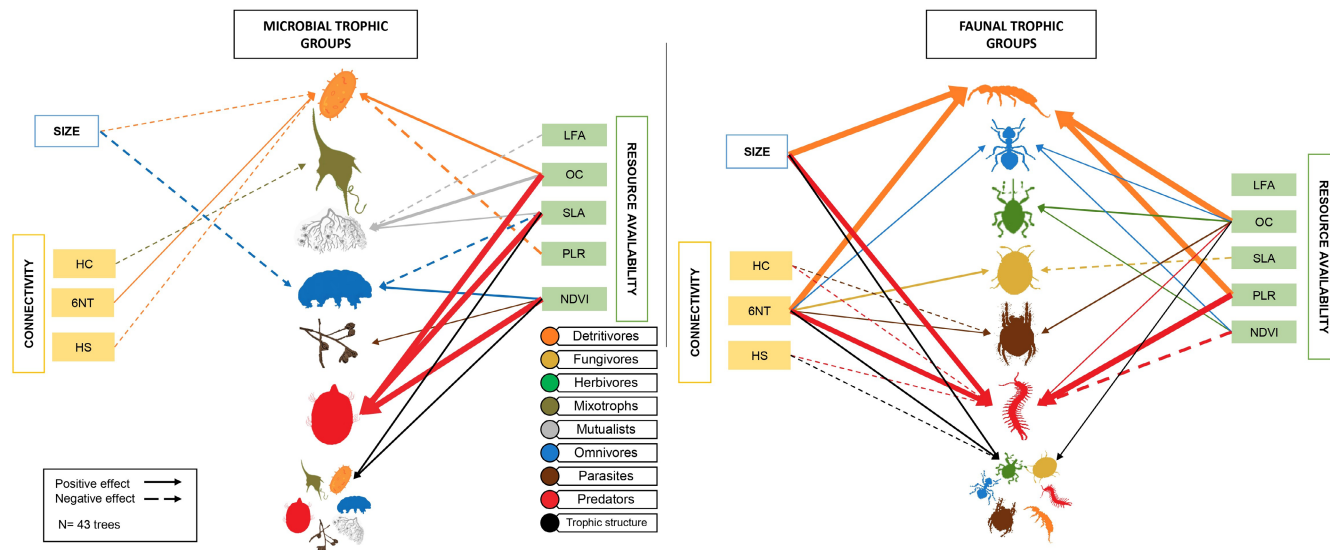 MICROBIAL TROPHIC
GROUPS
SIZE
CONNECTIVITY
HC
6NT
HS
LFA
OC
SLA
PLR
NDVI
RESOURCE AVAILABILITY
Detritivores
Fungivores
Herbivores
Mixotrophs
Mutualists
Omnivores
Parasites
Predators
Trophic structure
Positive effect
Negative effect
N= 43 trees
FAUNAL TROPHIC
GROUPS
SIZE
CONNECTIVITY
HC
6NT
HS
LFA
OC
SLA
PLR
NDVI
RESOURCE AVAILABILITY